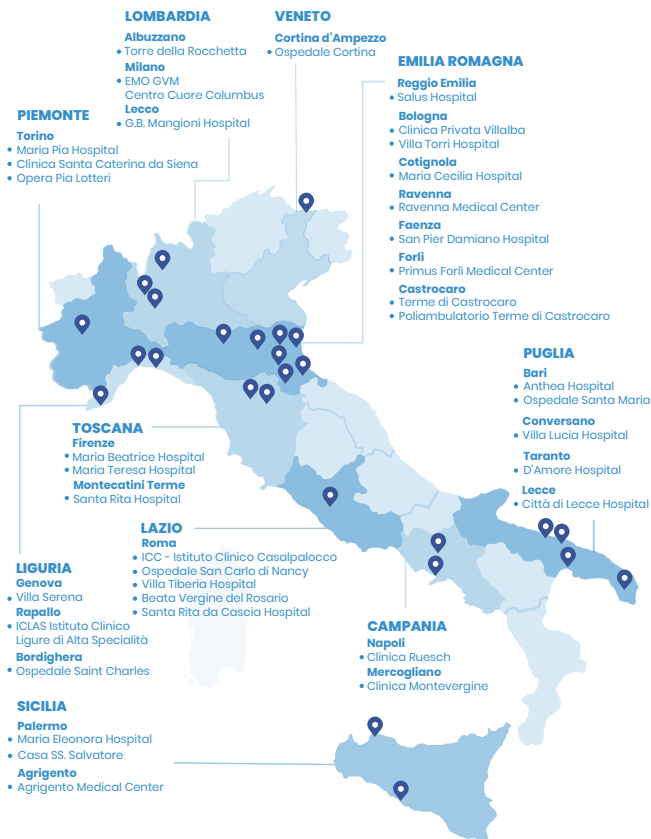 LOMBARDIA
Albuzzano
• Torre della Rocchetta
Milano
• EMO GVM
Centro Cuore Columbus
Lecco
• G.B. Mangioni Hospital
VENETO
Cortina d'Ampezzo
• Ospedale Cortina
EMILIA ROMAGNA
Reggio Emilia
• Salus Hospital
Bologna
• Clinica Privata Villalba
• Villa Torri Hospital
Cotignola
• Maria Cecilia Hospital
Ravenna
• Ravenna Medical Center
Faenza
• San Pier Damiano Hospital
Forlì
• Primus Forlì Medical Center
Castrocaro
• Terme di Castrocaro
• Poliambulatorio Terme di Castrocaro
PIEMONTE
Torino
• Maria Pia Hospital
• Clinica Santa Caterina da Siena
• Opera Pia Lotteri
PUGLIA
Bari
• Anthea Hospital
• Ospedale Santa Maria
Conversano
• Villa Lucia Hospital
Taranto
• D'Amore Hospital
Lecce
• Città di Lecce Hospital
TOSCANA
Firenze
• Maria Beatrice Hospital
• Maria Teresa Hospital
Montecatini Terme
• Santa Rita Hospital
LAZIO
Roma
• ICC - Istituto Clinico Casalpalocco
• Ospedale San Carlo di Nancy
• Villa Tiberia Hospital
• Beata Vergine del Rosario
• Santa Rita da Cascia Hospital
LIGURIA
Genova
• Villa Serena
Rapallo
• ICLAS Istituto Clinico
Ligure di Alta Specialità
Bordighera
• Ospedale Saint Charles
CAMPANIA
Napoli
• Clinica Ruesch
Mercogliano
• Clinica Montevergine
SICILIA
Palermo
• Maria Eleonora Hospital
• Casa SS. Salvatore
Agrigento
• Agrigento Medical Center